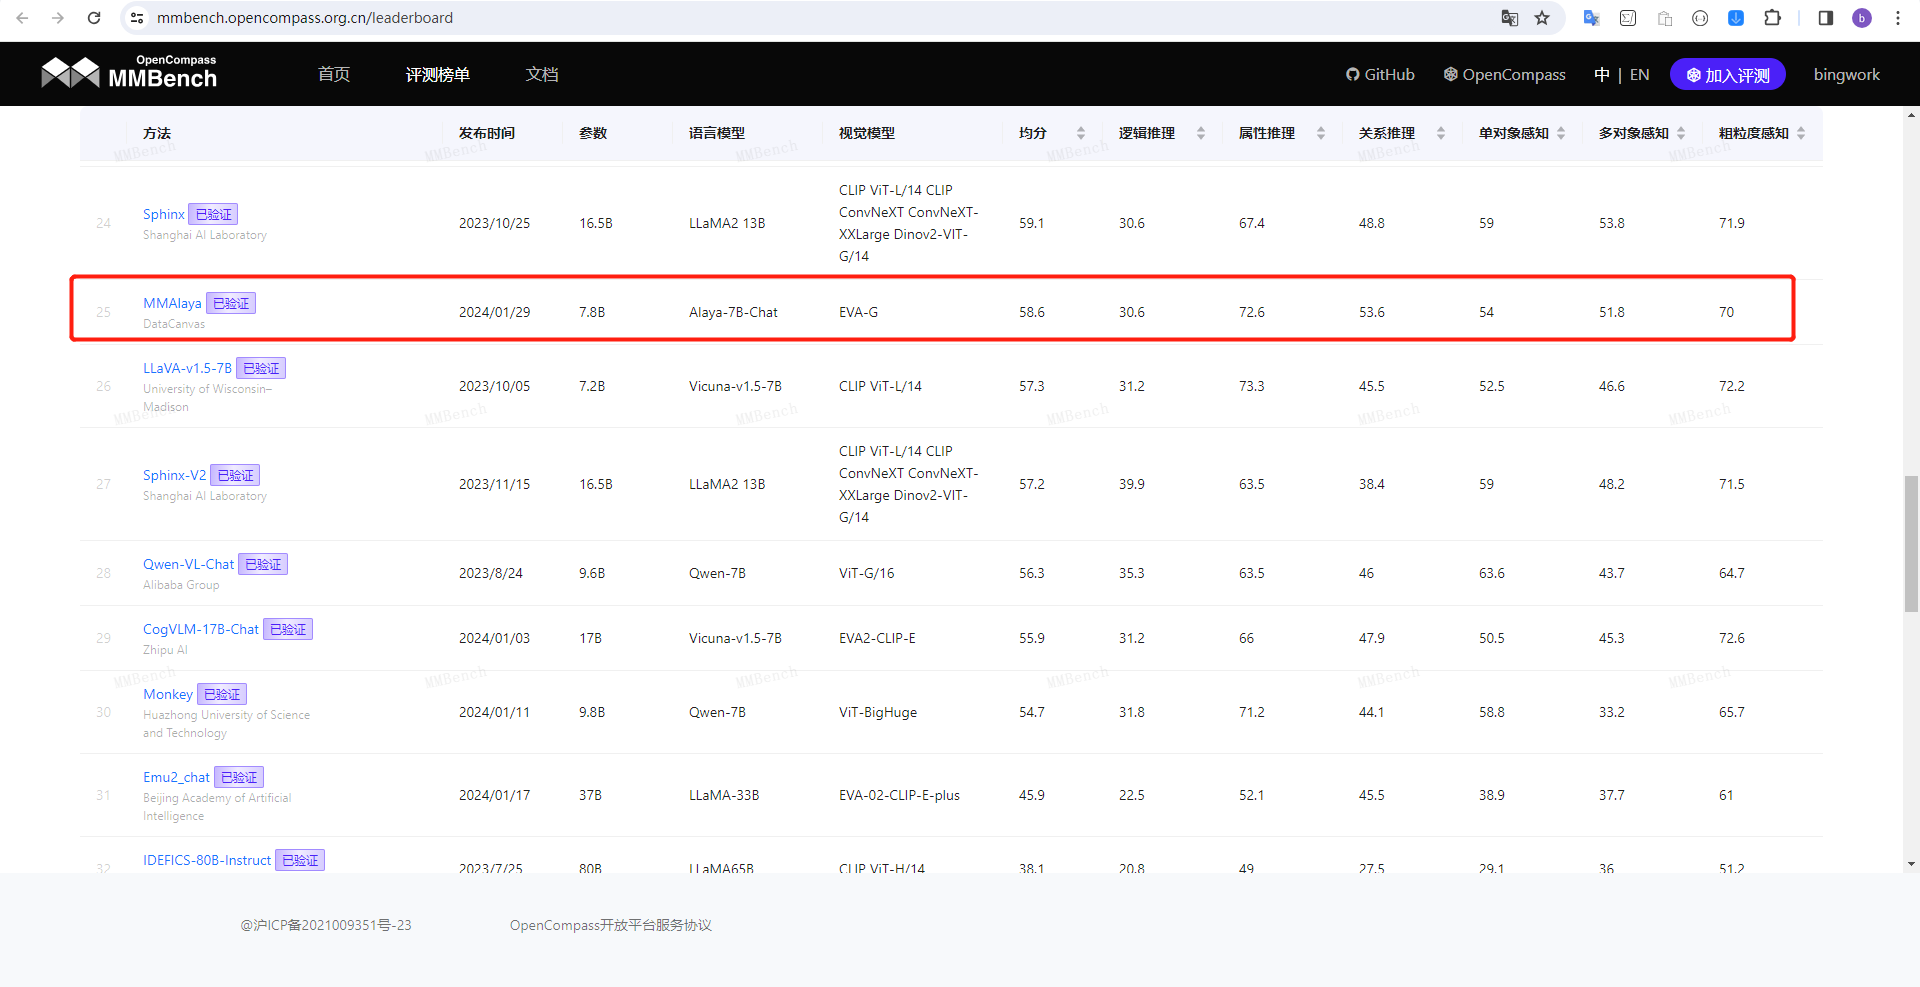 mmbench.opencompass.org.cn/leaderboard
b
OpenCompass
MMBench
首页
评测榜单
文档
GitHub
OpenCompass
中 | EN
加入评测
bingwork
方法 发布时间 参数 语言模型 视觉模型 均分 逻辑推理 属性推理 关系推理 单对象感知 多对象感知 粗粒度感知
MMBench MMBench MMBench MMBench MMBench MMBench
24 Sphinx 已验证
Shanghai AI Laboratory
2023/10/25 16.5B LLaMA2 13B
CLIP ViT-L/14 CLIP
ConvNeXT ConvNeXT-
XXLarge Dinov2-VIT-
G/14
59.1 30.6 67.4 48.8 59 53.8 71.9
25 MMAlaya 已验证
DataCanvas
2024/01/29 7.8B Alaya-7B-Chat EVA-G 58.6 30.6 72.6 53.6 54 51.8 70
26 LLaVA-v1.5-7B 已验证
University of Wisconsin–
Madison
2023/10/05 7.2B Vicuna-v1.5-7B CLIP ViT-L/14 57.3 31.2 73.3 45.5 52.5 46.6 72.2
MMBench MMBench MMBench MMBench MMBench MMBench
27 Sphinx-V2 已验证
Shanghai AI Laboratory
2023/11/15 16.5B LLaMA2 13B
CLIP ViT-L/14 CLIP
ConvNeXT ConvNeXT-
XXLarge Dinov2-VIT-
G/14
57.2 39.9 63.5 38.4 59 48.2 71.5
28 Qwen-VL-Chat 已验证
Alibaba Group
2023/8/24 9.6B Qwen-7B ViT-G/16 56.3 35.3 63.5 46 63.6 43.7 64.7
29 CogVLM-17B-Chat 已验证
Zhipu AI
2024/01/03 17B Vicuna-v1.5-7B EVA2-CLIP-E 55.9 31.2 66 47.9 50.5 45.3 72.6
MMBench MMBench MMBench MMBench MMBench MMBench
30 Monkey 已验证
Huazhong University of Science
and Technology
2024/01/11 9.8B Qwen-7B ViT-BigHuge 54.7 31.8 71.2 44.1 58.8 33.2 65.7
31 Emu2_chat 已验证
Beijing Academy of Artificial
Intelligence
2024/01/17 37B LLaMA-33B EVA-02-CLIP-E-plus 45.9 22.5 52.1 45.5 38.9 37.7 61
32 IDEFICS-80B-Instruct 已验证
2023/7/25 80B LLaMA65B CLIP ViT-H/14 38.1 20.8 49 27.5 29.1 36 51.2
@沪ICP备2021009351号-23
OpenCompass开放平台服务协议